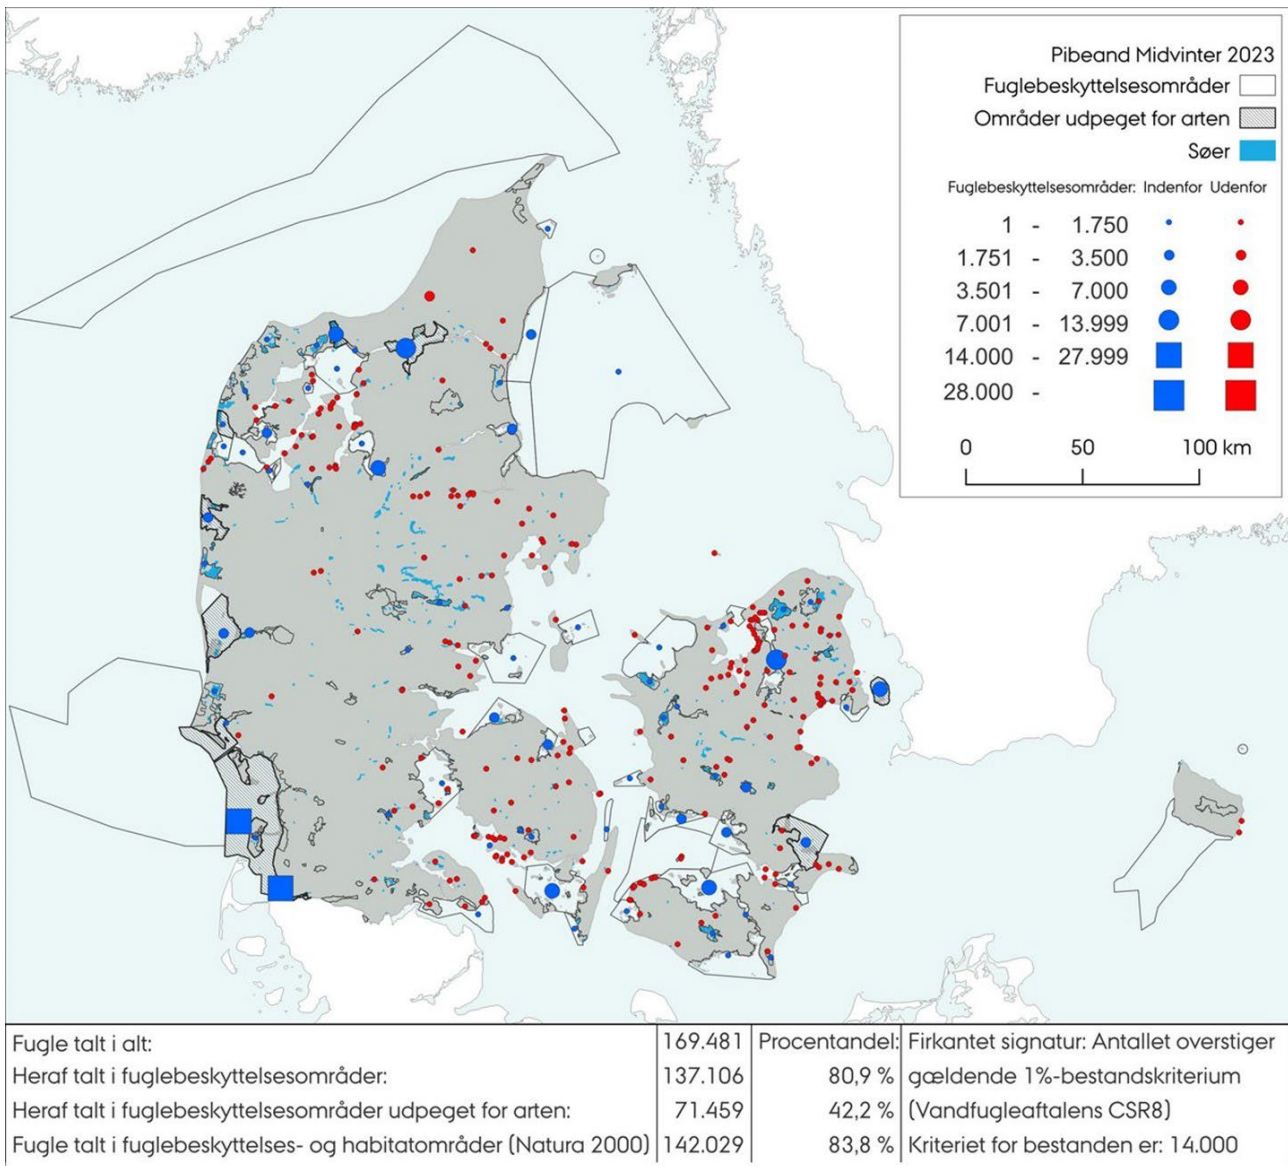 Pibeand Midvinter 2023
Fuglebeskyttelsesområder
Områder udpeget for arten
Søer
Fuglebeskyttelsesområder: Indenfor Udenfor
1 - 1.750
1.751 - 3.500
3.501 - 7.000
7.001 - 13.999
14.000 - 27.999
28.000 -
0 50 100 km
Fugle talt i alt: 169.481 Procentandel: Firkantet signatur: Antallet overstiger
Heraf talt i fuglebeskyttelsesområder: 137.106 80,9 % gældende 1%-bestandskriterium
Heraf talt i fuglebeskyttelsesområder udpeget for arten: 71.459 42,2 % (Vandfugleaftalens CSR8)
Fugle talt i fuglebeskyttelses- og habitatområder (Natura 2000) 142.029 83,8 % Kriteriet for bestanden er: 14.000